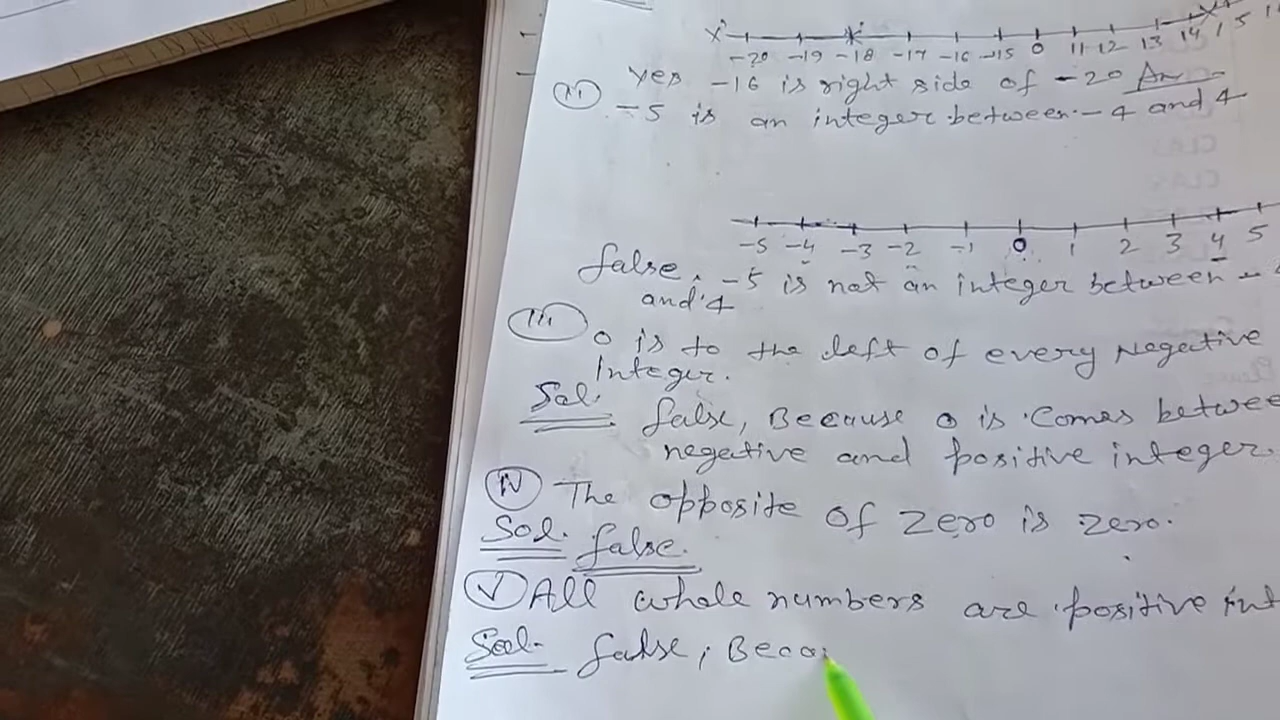 X' -20 -19 -18 -17 -16 -15 0 11 12 13 14 15
yes -16 is right side of -20 An
(ii) -5 is an integer between -4 and 4
-5 -4 -3 -2 -1 0 1 2 3 4 5
false, -5 is not an integer between -
and 4
(iii) 0 is to the left of every Negative
integer.
Sol. false, Because 0 is comes betwee
negative and positive integer.
(iv) The opposite of zero is zero.
Sol. false.
(v) All whole numbers are positive int
Sol. false, Becau